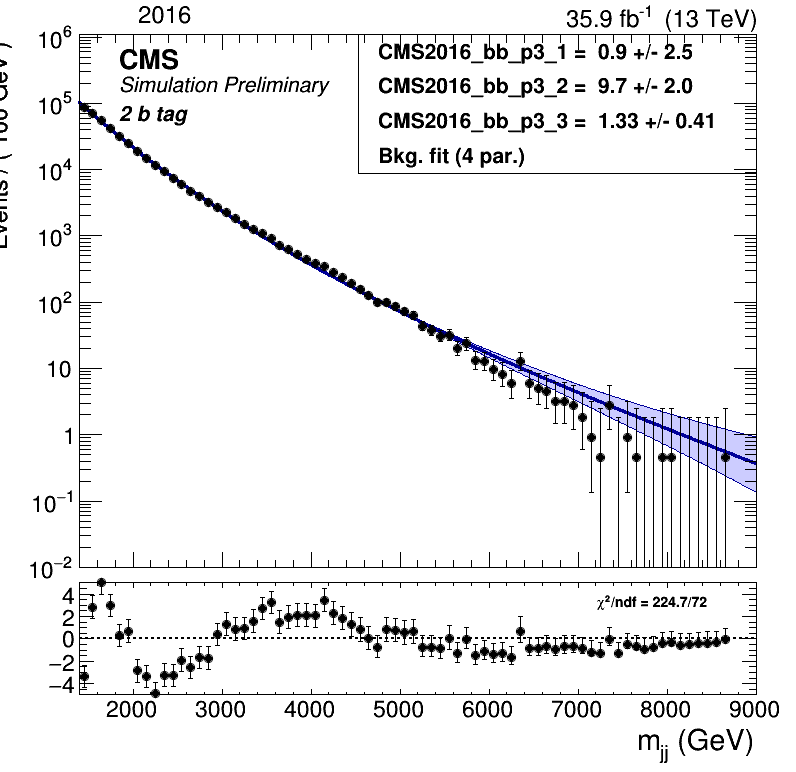 2016
35.9 fb⁻¹ (13 TeV)
CMS
Simulation Preliminary
2 b tag
CMS2016_bb_p3_1 = 0.9 +/- 2.5
CMS2016_bb_p3_2 = 9.7 +/- 2.0
CMS2016_bb_p3_3 = 1.33 +/- 0.41
Bkg. fit (4 par.)
10⁶
10⁵
10⁴
10³
10²
10
1
10⁻¹
10⁻²
Events / ( 100 GeV )
χ²/ndf = 224.7/72
4
2
0
−2
−4
2000 3000 4000 5000 6000 7000 8000 9000
m_jj (GeV)